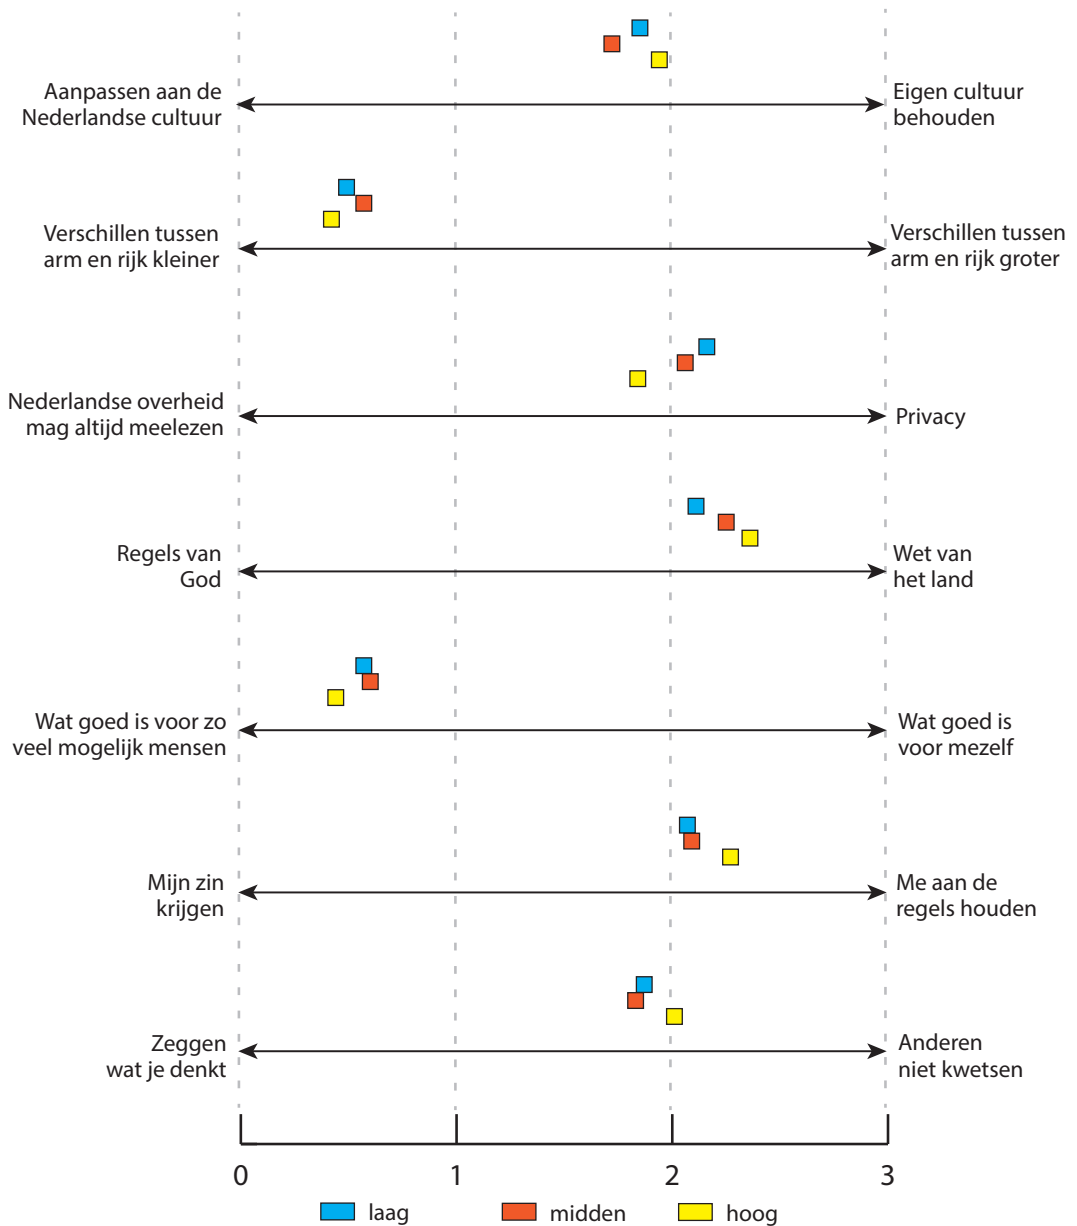 Aanpassen aan de
Nederlandse cultuur
Eigen cultuur
behouden
Verschillen tussen
arm en rijk kleiner
Verschillen tussen
arm en rijk groter
Nederlandse overheid
mag altijd meelezen
Privacy
Regels van
God
Wet van
het land
Wat goed is voor zo
veel mogelijk mensen
Wat goed is
voor mezelf
Mijn zin
krijgen
Me aan de
regels houden
Zeggen
wat je denkt
Anderen
niet kwetsen
0 1 2 3
laag midden hoog